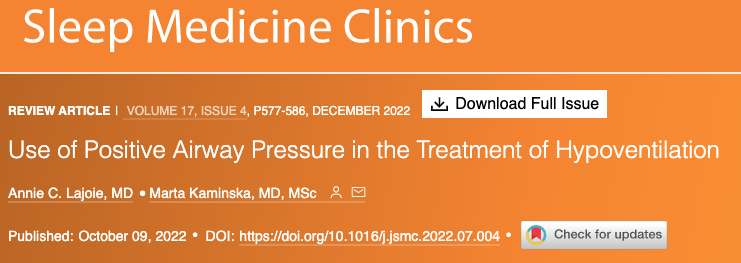 Sleep Medicine Clinics
REVIEW ARTICLE | VOLUME 17, ISSUE 4, P577-586, DECEMBER 2022 Download Full Issue
Use of Positive Airway Pressure in the Treatment of Hypoventilation
Annie C. Lajoie, MD • Marta Kaminska, MD, MSc
Published: October 09, 2022 • DOI: https://doi.org/10.1016/j.jsmc.2022.07.004 • Check for updates